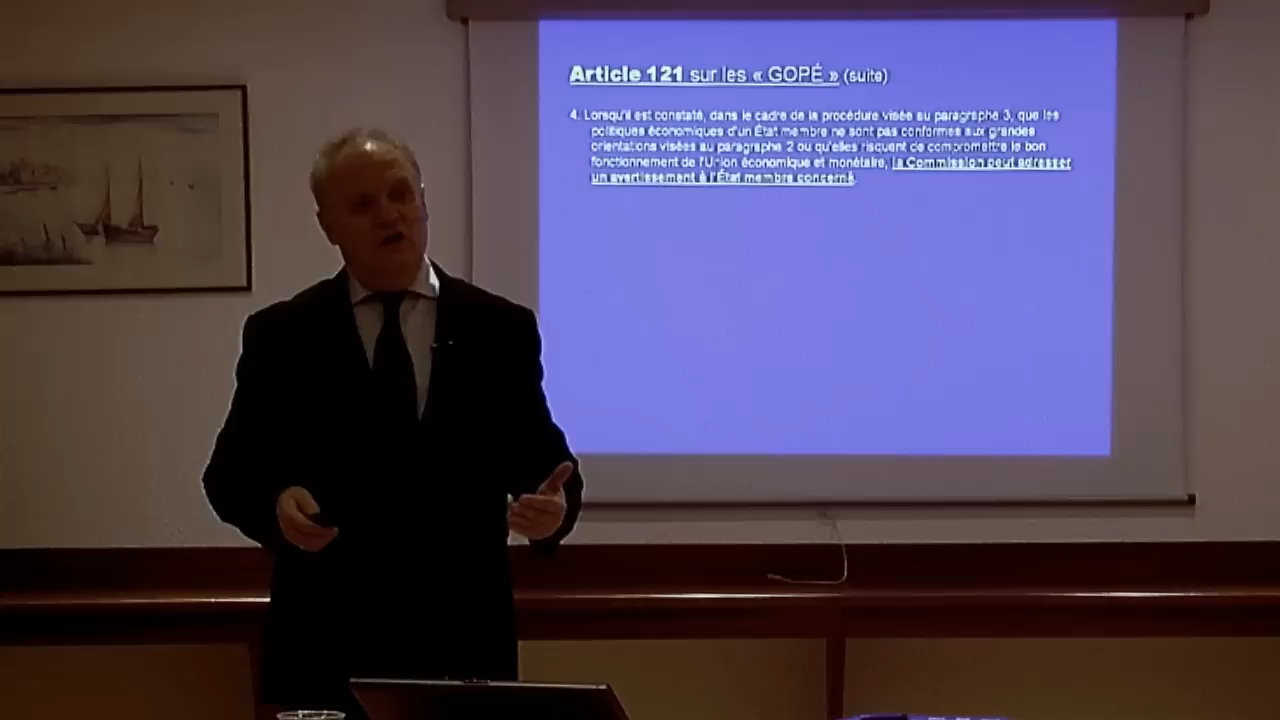 Article 121 sur les « GOPÉ » (suite)
4. Lorsqu'il est constaté, dans le cadre de la procédure visée au paragraphe 3, que les
politiques économiques d'un État membre ne sont pas conformes aux grandes
orientations visées au paragraphe 2 ou qu'elles risquent de compromettre le bon
fonctionnement de l'Union économique et monétaire, la Commission peut adresser
un avertissement à l'État membre concerné.